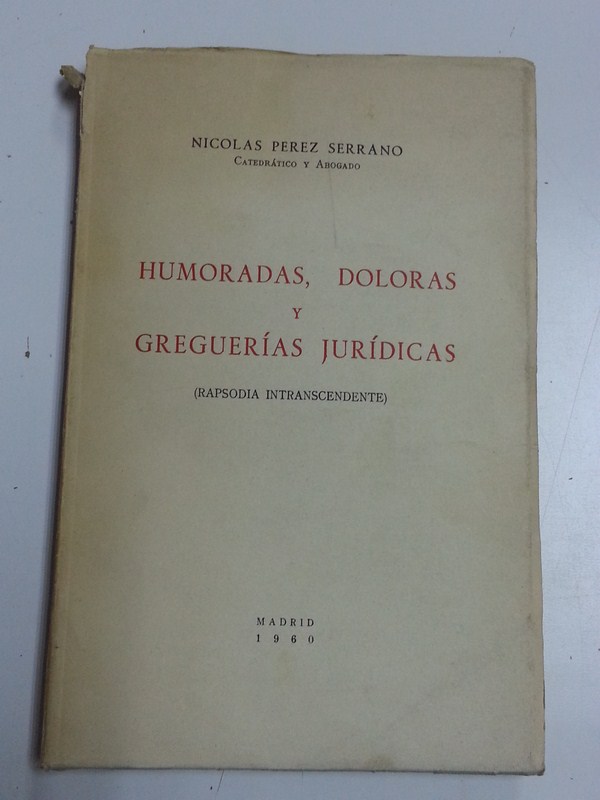 NICOLAS PEREZ SERRANO
CATEDRÁTICO Y ABOGADO
HUMORADAS, DOLORAS
Y
GREGUERÍAS JURÍDICAS
(RAPSODIA INTRANSCENDENTE)
MADRID
1960